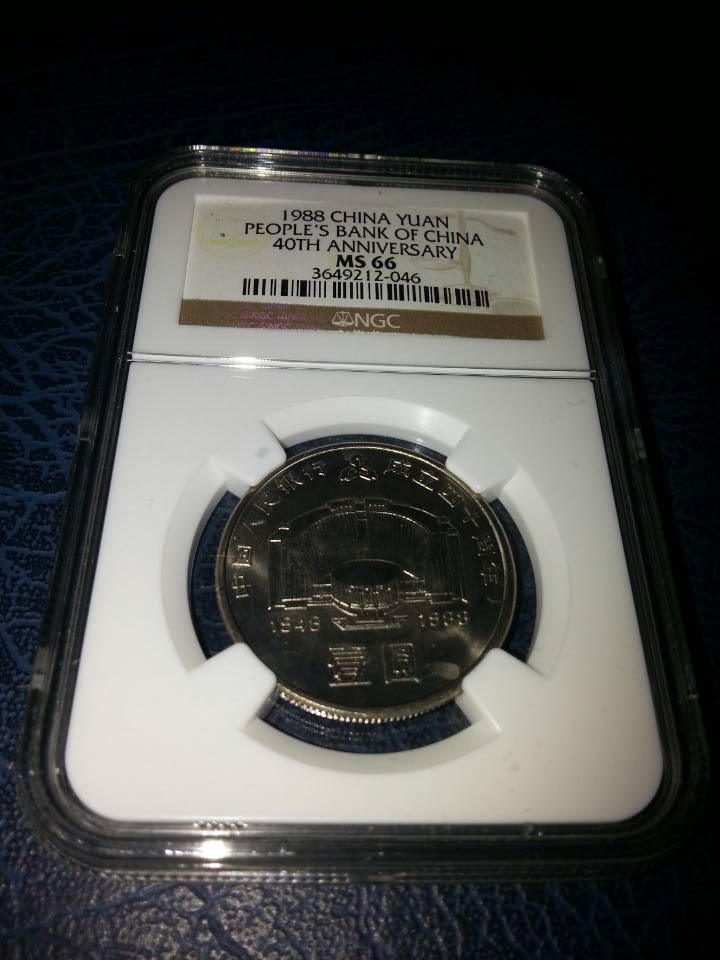 1988 CHINA YUAN
PEOPLE'S BANK OF CHINA
40TH ANNIVERSARY
MS 66
3649212-046
NGC
中国人民银行 成立四十周年
1948 1988
壹圆